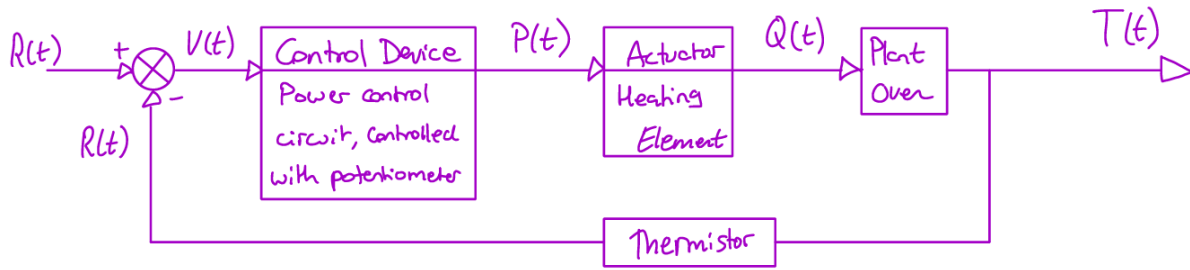 R(t)
+
-
V(t)
R(t)
Control Device
Power control
circuit, controlled
with potentiometer
P(t)
Actuator
Heating
Element
Q(t)
Plant
Oven
T(t)
Thermistor